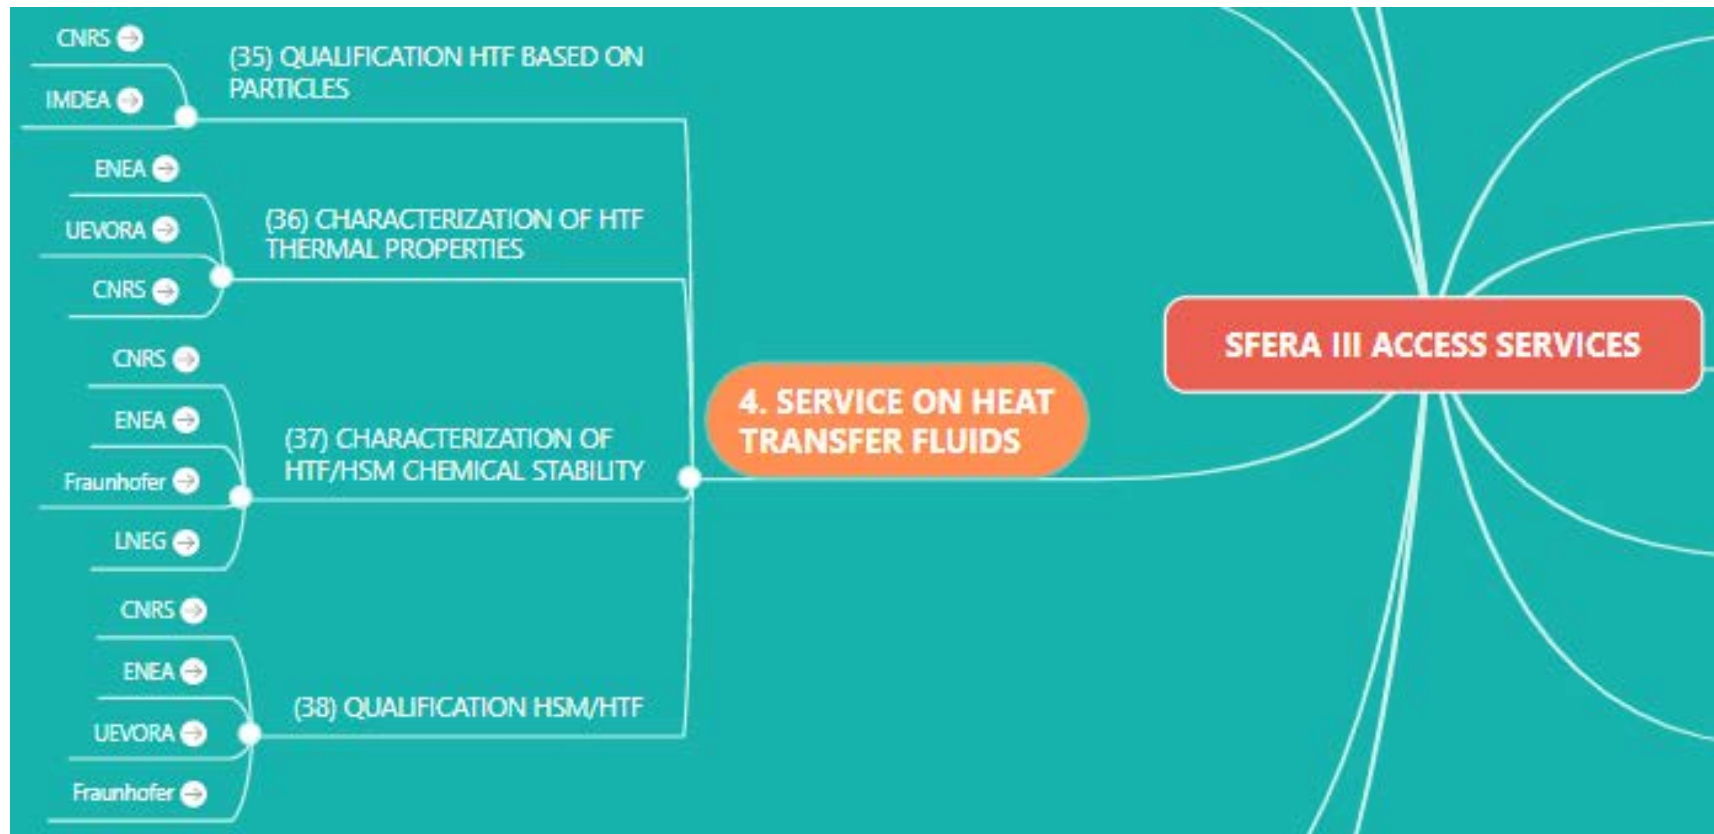 CNRS
IMDEA
(35) QUALIFICATION HTF BASED ON
PARTICLES
ENEA
UEVORA
CNRS
(36) CHARACTERIZATION OF HTF
THERMAL PROPERTIES
CNRS
ENEA
Fraunhofer
LNEG
(37) CHARACTERIZATION OF
HTF/HSM CHEMICAL STABILITY
CNRS
ENEA
UEVORA
Fraunhofer
(38) QUALIFICATION HSM/HTF
4. SERVICE ON HEAT
TRANSFER FLUIDS
SFERA III ACCESS SERVICES